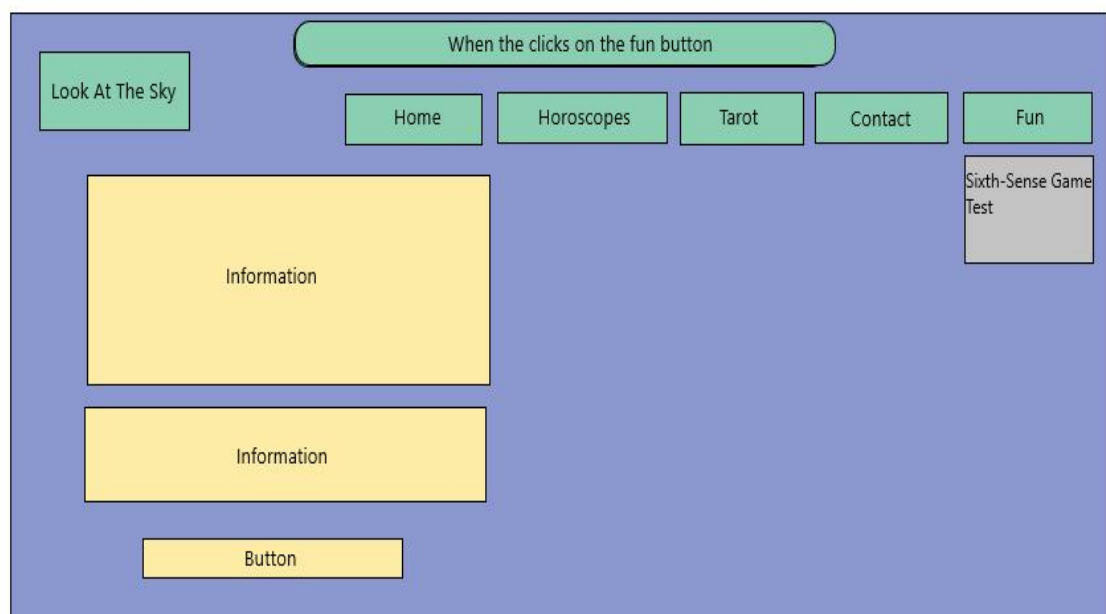 When the clicks on the fun button
Look At The Sky
Home
Horoscopes
Tarot
Contact
Fun
Sixth-Sense Game
Test
Information
Information
Button